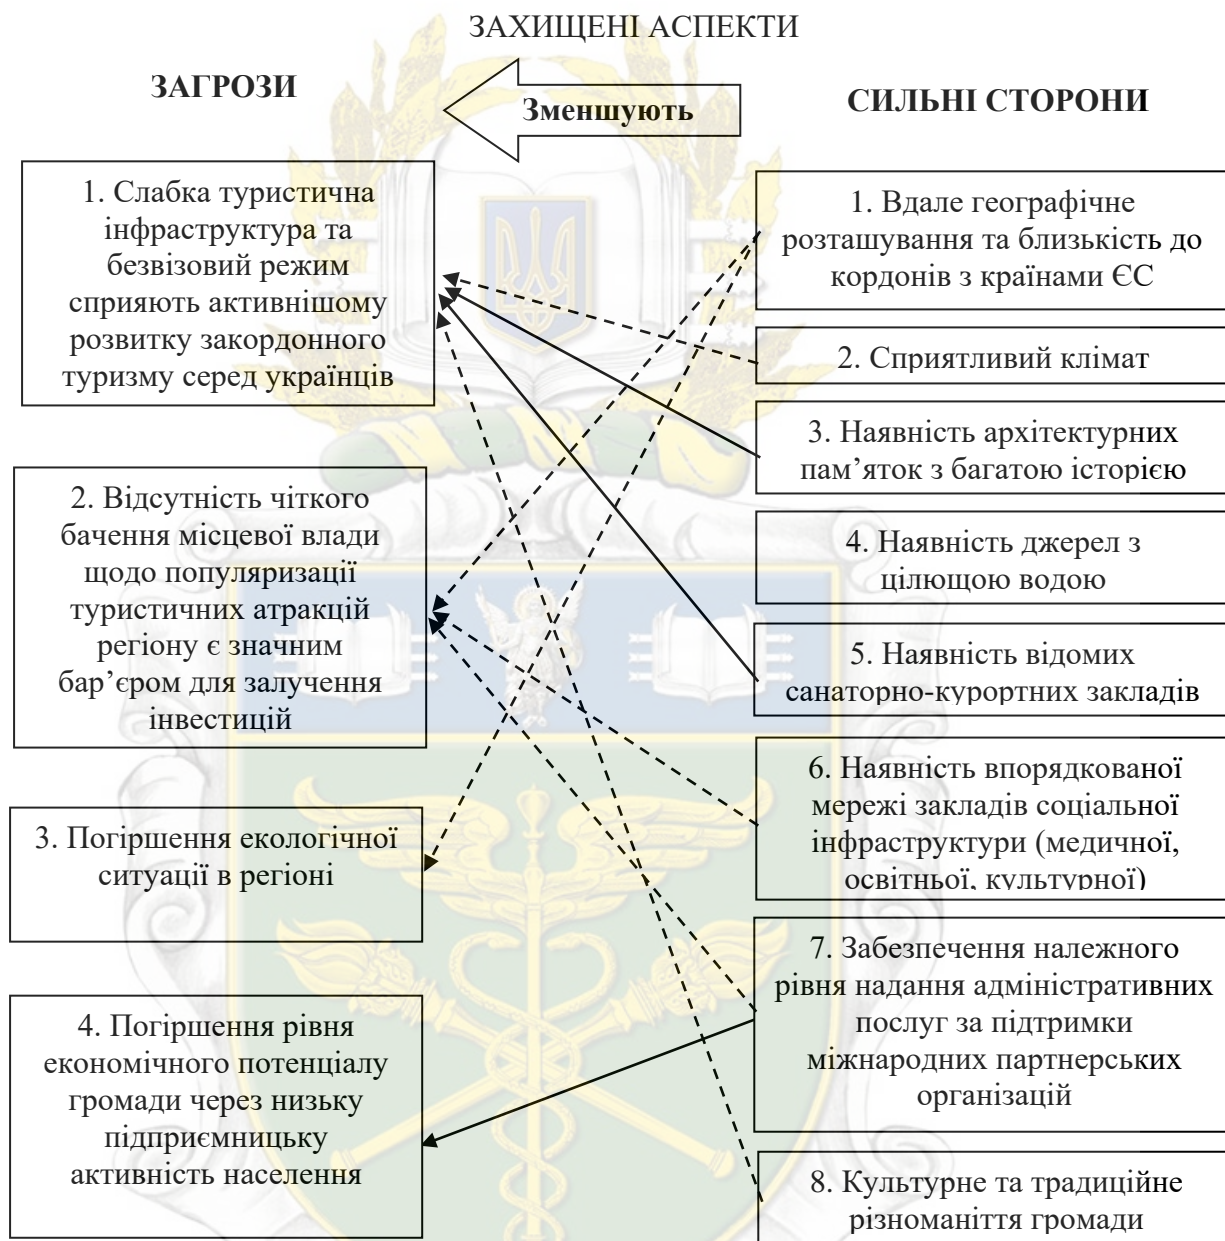 ЗАХИЩЕНІ АСПЕКТИ
ЗАГРОЗИ
Зменшують
СИЛЬНІ СТОРОНИ
1. Слабка туристична
інфраструктура та
безвізовий режим
сприяють активнішому
розвитку закордонного
туризму серед українців
2. Відсутність чіткого
бачення місцевої влади
щодо популяризації
туристичних атракцій
регіону є значним
бар’єром для залучення
інвестицій
3. Погіршення екологічної
ситуації в регіоні
4. Погіршення рівня
економічного потенціалу
громади через низьку
підприємницьку
активність населення
1. Вдале географічне
розташування та близькість до
кордонів з країнами ЄС
2. Сприятливий клімат
3. Наявність архітектурних
пам’яток з багатою історією
4. Наявність джерел з
цілющою водою
5. Наявність відомих
санаторно-курортних закладів
6. Наявність впорядкованої
мережі закладів соціальної
інфраструктури (медичної,
освітньої, культурної)
7. Забезпечення належного
рівня надання адміністративних
послуг за підтримки
міжнародних партнерських
організацій
8. Культурне та традиційне
різноманіття громади